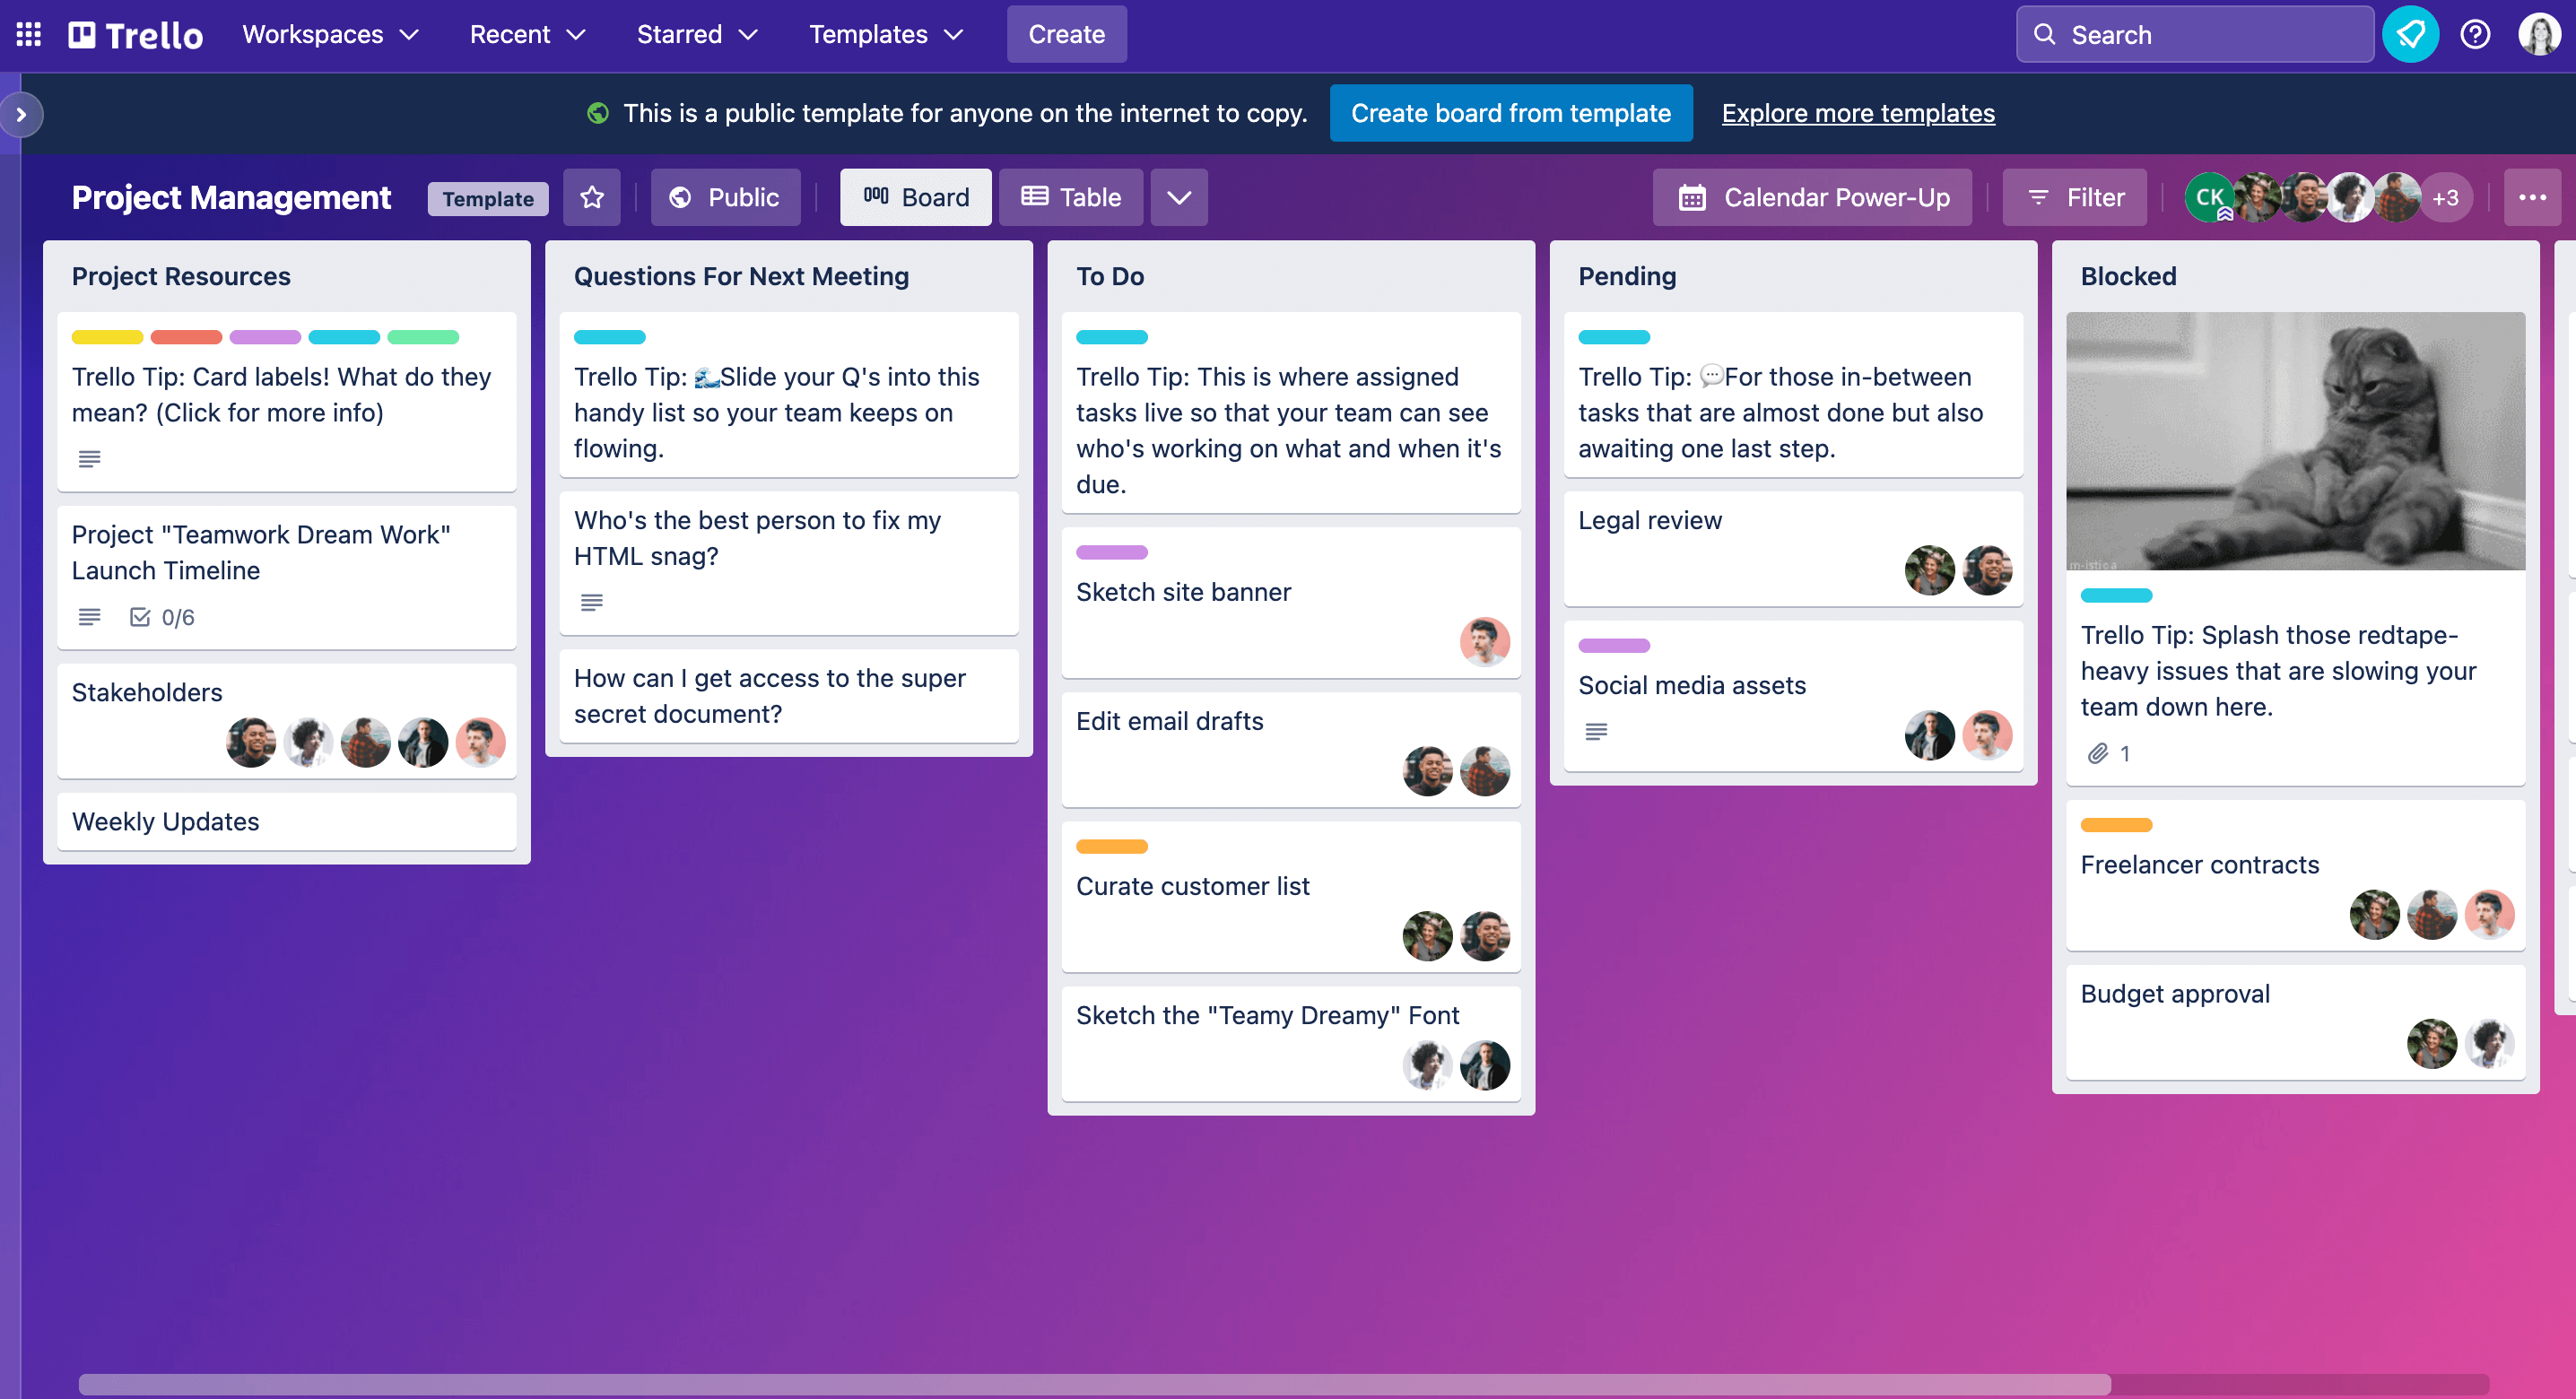 Trello
Workspaces
Recent
Starred
Templates
Create
Search
This is a public template for anyone on the internet to copy.
Create board from template
Explore more templates
Project Management
Template
Public
Board
Table
Calendar Power-Up
Filter
CK
+3
Project Resources
Trello Tip: Card labels! What do they
mean? (Click for more info)
Project "Teamwork Dream Work"
Launch Timeline
0/6
Stakeholders
Weekly Updates
Questions For Next Meeting
Trello Tip: 🌊Slide your Q's into this
handy list so your team keeps on
flowing.
Who's the best person to fix my
HTML snag?
How can I get access to the super
secret document?
To Do
Trello Tip: This is where assigned
tasks live so that your team can see
who's working on what and when it's
due.
Sketch site banner
Edit email drafts
Curate customer list
Sketch the "Teamy Dreamy" Font
Pending
Trello Tip: 💬For those in-between
tasks that are almost done but also
awaiting one last step.
Legal review
Social media assets
Blocked
m-istica
Trello Tip: Splash those redtape-
heavy issues that are slowing your
team down here.
1
Freelancer contracts
Budget approval